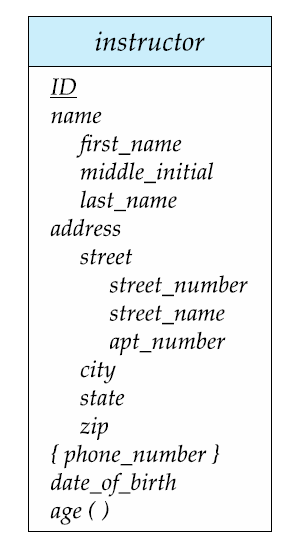 instructor
ID
name
first_name
middle_initial
last_name
address
street
street_number
street_name
apt_number
city
state
zip
{ phone_number }
date_of_birth
age ( )